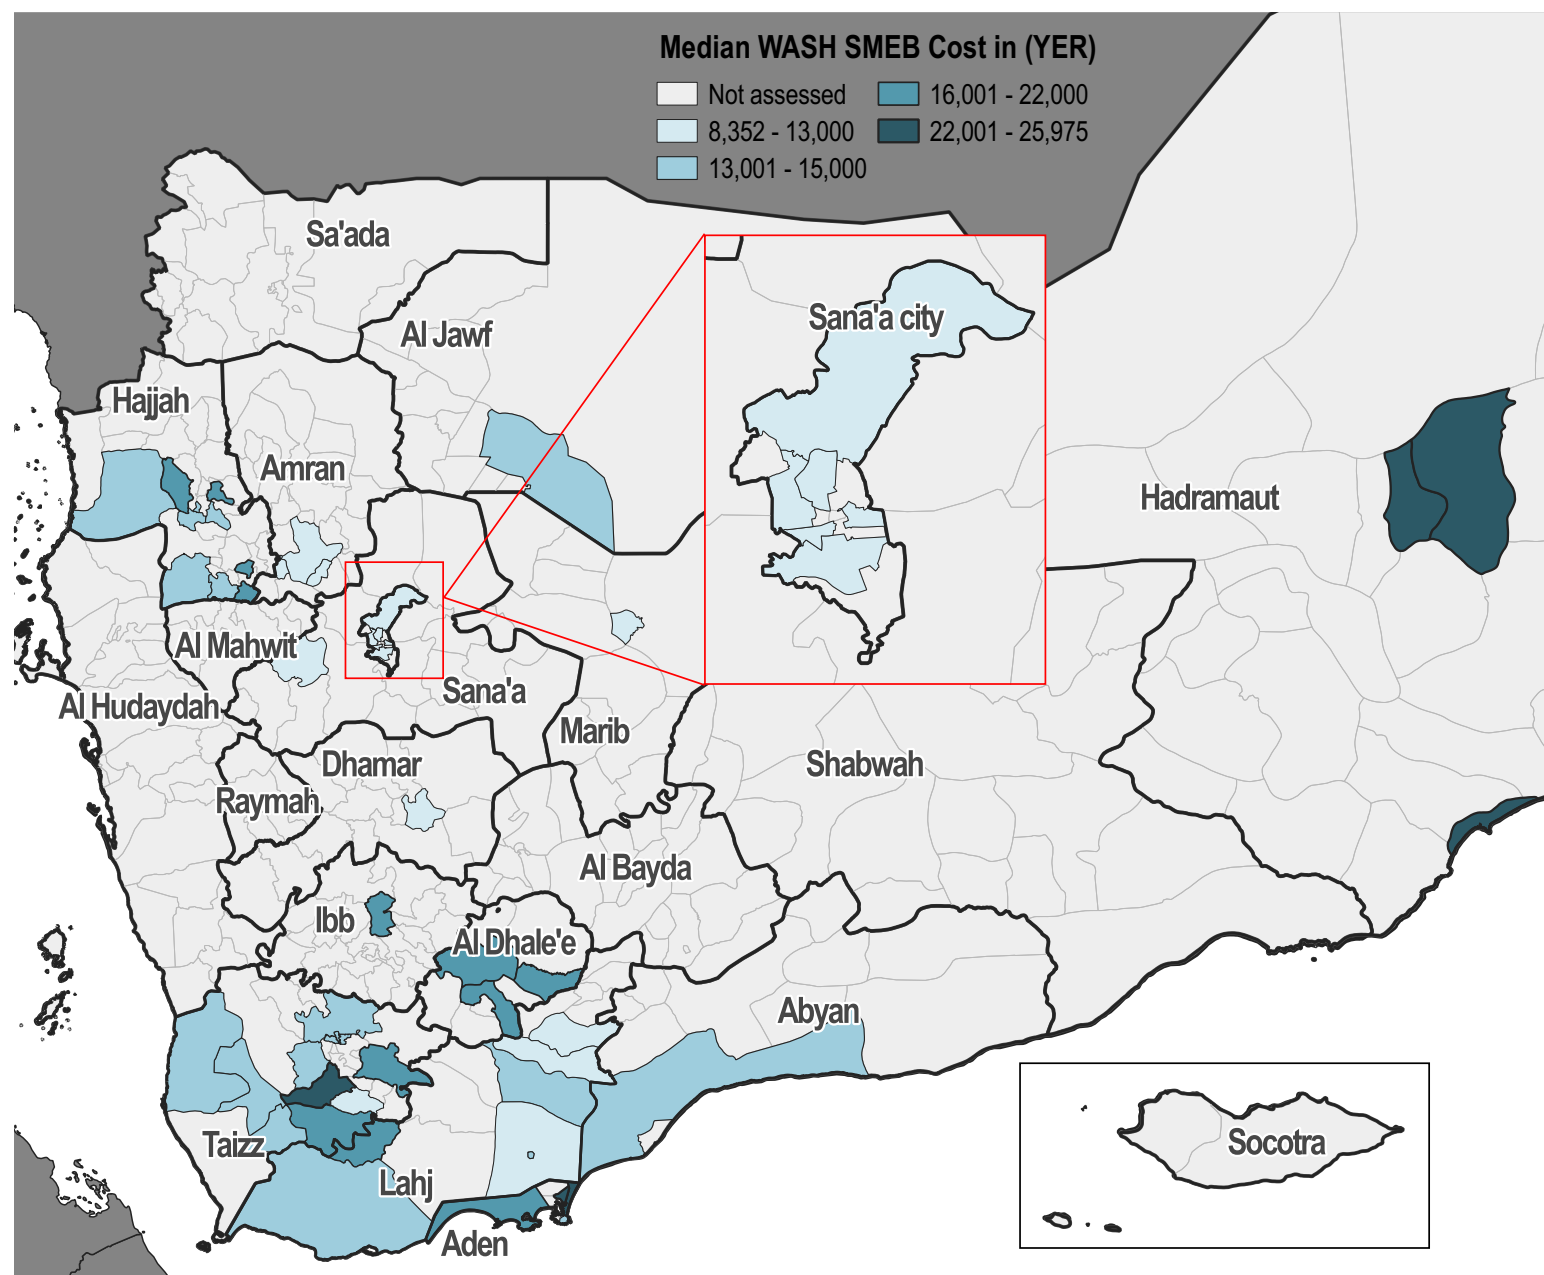 Median WASH SMEB Cost in (YER)
Not assessed
16,001 - 22,000
8,352 - 13,000
22,001 - 25,975
13,001 - 15,000
Sa'ada
Al Jawf
Sana'a city
Hajjah
Amran
Hadramaut
Al Mahwit
Sana'a
Al Hudaydah
Marib
Dhamar
Shabwah
Raymah
Al Bayda
Ibb
Al Dhale'e
Abyan
Taizz
Socotra
Lahj
Aden